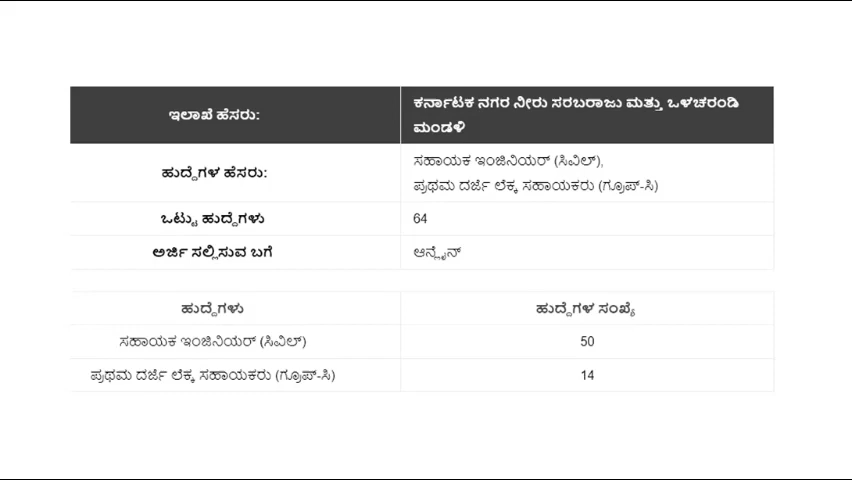 ಇಲಾಖೆ ಹೆಸರು:
ಕರ್ನಾಟಕ ನಗರ ನೀರು ಸರಬರಾಜು ಮತ್ತು ಒಳಚರಂಡಿ
ಮಂಡಳಿ
ಹುದ್ದೆಗಳ ಹೆಸರು:
ಸಹಾಯಕ ಇಂಜಿನಿಯರ್ (ಸಿವಿಲ್),
ಪ್ರಥಮ ದರ್ಜೆ ಲೆಕ್ಕ ಸಹಾಯಕರು (ಗ್ರೂಪ್-ಸಿ)
ಒಟ್ಟು ಹುದ್ದೆಗಳು
64
ಅರ್ಜಿ ಸಲ್ಲಿಸುವ ಬಗೆ
ಆನ್ಲೈನ್
ಹುದ್ದೆಗಳು
ಹುದ್ದೆಗಳ ಸಂಖ್ಯೆ
ಸಹಾಯಕ ಇಂಜಿನಿಯರ್ (ಸಿವಿಲ್)
50
ಪ್ರಥಮ ದರ್ಜೆ ಲೆಕ್ಕ ಸಹಾಯಕರು (ಗ್ರೂಪ್-ಸಿ)
14